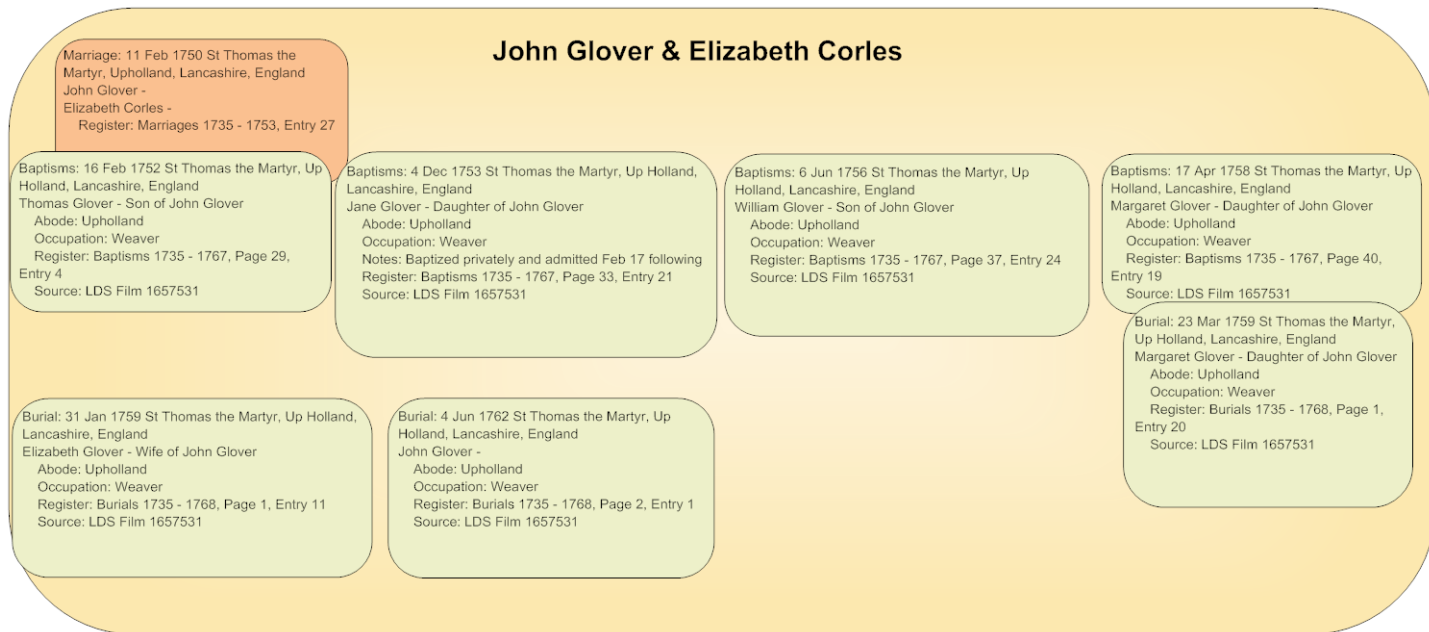 John Glover & Elizabeth Corles
Marriage: 11 Feb 1750 St Thomas the
Martyr, Upholland, Lancashire, England
John Glover -
Elizabeth Corles -
Register: Marriages 1735 - 1753, Entry 27
Baptisms: 16 Feb 1752 St Thomas the Martyr, Up
Holland, Lancashire, England
Thomas Glover - Son of John Glover
Abode: Upholland
Occupation: Weaver
Register: Baptisms 1735 - 1767, Page 29,
Entry 4
Source: LDS Film 1657531
Baptisms: 4 Dec 1753 St Thomas the Martyr, Up Holland,
Lancashire, England
Jane Glover - Daughter of John Glover
Abode: Upholland
Occupation: Weaver
Notes: Baptized privately and admitted Feb 17 following
Register: Baptisms 1735 - 1767, Page 33, Entry 21
Source: LDS Film 1657531
Baptisms: 6 Jun 1756 St Thomas the Martyr, Up
Holland, Lancashire, England
William Glover - Son of John Glover
Abode: Upholland
Occupation: Weaver
Register: Baptisms 1735 - 1767, Page 37, Entry 24
Source: LDS Film 1657531
Baptisms: 17 Apr 1758 St Thomas the Martyr, Up
Holland, Lancashire, England
Margaret Glover - Daughter of John Glover
Abode: Upholland
Occupation: Weaver
Register: Baptisms 1735 - 1767, Page 40,
Entry 19
Source: LDS Film 1657531
Burial: 23 Mar 1759 St Thomas the Martyr,
Up Holland, Lancashire, England
Margaret Glover - Daughter of John Glover
Abode: Upholland
Occupation: Weaver
Register: Burials 1735 - 1768, Page 1,
Entry 20
Source: LDS Film 1657531
Burial: 31 Jan 1759 St Thomas the Martyr, Up Holland,
Lancashire, England
Elizabeth Glover - Wife of John Glover
Abode: Upholland
Occupation: Weaver
Register: Burials 1735 - 1768, Page 1, Entry 11
Source: LDS Film 1657531
Burial: 4 Jun 1762 St Thomas the Martyr, Up
Holland, Lancashire, England
John Glover -
Abode: Upholland
Occupation: Weaver
Register: Burials 1735 - 1768, Page 2, Entry 1
Source: LDS Film 1657531